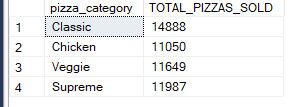 pizza_category TOTAL_PIZZAS_SOLD
1 Classic 14888
2 Chicken 11050
3 Veggie 11649
4 Supreme 11987